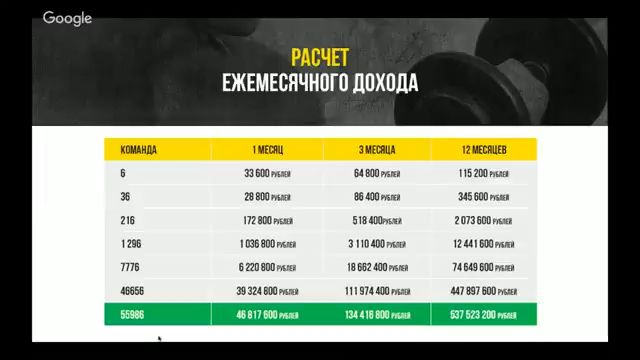 Google
РАСЧЕТ
ЕЖЕМЕСЯЧНОГО ДОХОДА
КОМАНДА 1 МЕСЯЦ 3 МЕСЯЦА 12 МЕСЯЦЕВ
6 33 600 РУБЛЕЙ 64 800 РУБЛЕЙ 115 200 РУБЛЕЙ
36 28 800 РУБЛЕЙ 86 400 РУБЛЕЙ 345 600 РУБЛЕЙ
216 172 800 РУБЛЕЙ 518 400РУБЛЕЙ 2 073 600 РУБЛЕЙ
1 296 1 036 800 РУБЛЕЙ 3 110 400 РУБЛЕЙ 12 441 600 РУБЛЕЙ
7776 6 220 800 РУБЛЕЙ 18 662 400 РУБЛЕЙ 74 649 600 РУБЛЕЙ
46656 39 324 600 РУБЛЕЙ 111 974 400 РУБЛЕЙ 447 897 600 РУБЛЕЙ
55986 46 817 600 РУБЛЕЙ 134 416 800 РУБЛЕЙ 537 523 200 РУБЛЕЙ